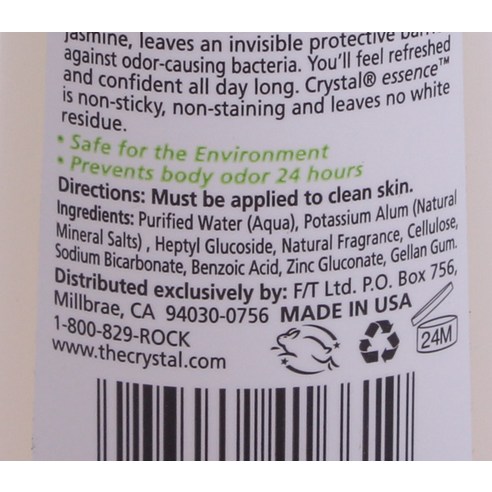 jasmine, leaves an invisible protective
against odor-causing bacteria. You'll feel refreshed
and confident all day long. Crystal® essence™
is non-sticky, non-staining and leaves no white
residue.
* Safe for the Environment
* Prevents body odor 24 hours
Directions: Must be applied to clean skin.
Ingredients: Purified Water (Aqua), Potassium Alum (Natural
Mineral Salts) , Heptyl Glucoside, Natural Fragrance, Cellulose,
Sodium Bicarbonate, Benzoic Acid, Zinc Gluconate, Gellan Gum.
Distributed exclusively by: F/T Ltd. P.O. Box 756,
Millbrae, CA 94030-0756 MADE IN USA
1-800-829-ROCK
www.thecrystal.com
24M